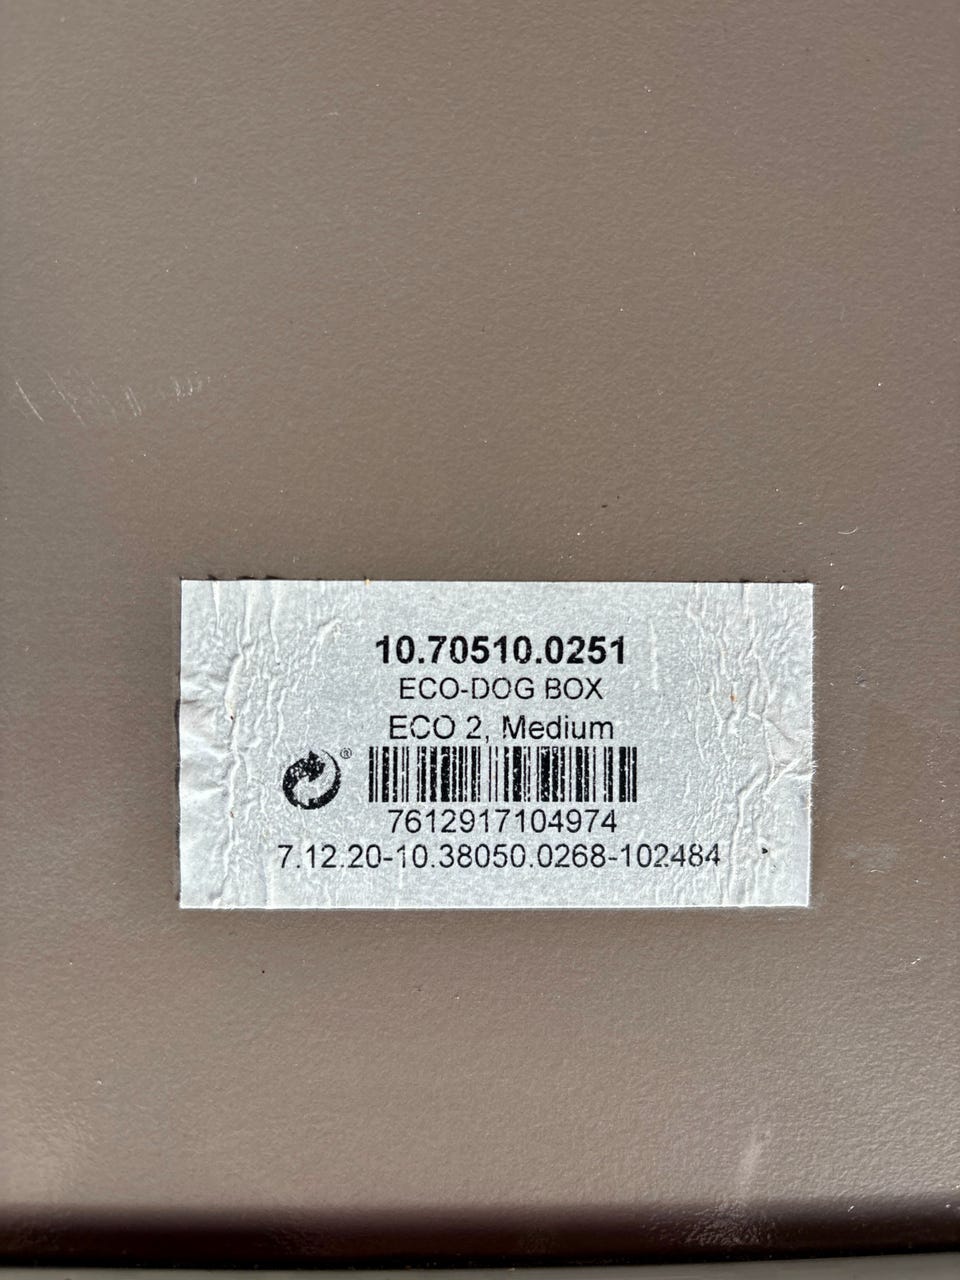 10.70510.0251
ECO-DOG BOX
ECO 2, Medium
®
7612917104974
7.12.20-10.38050.0268-102484